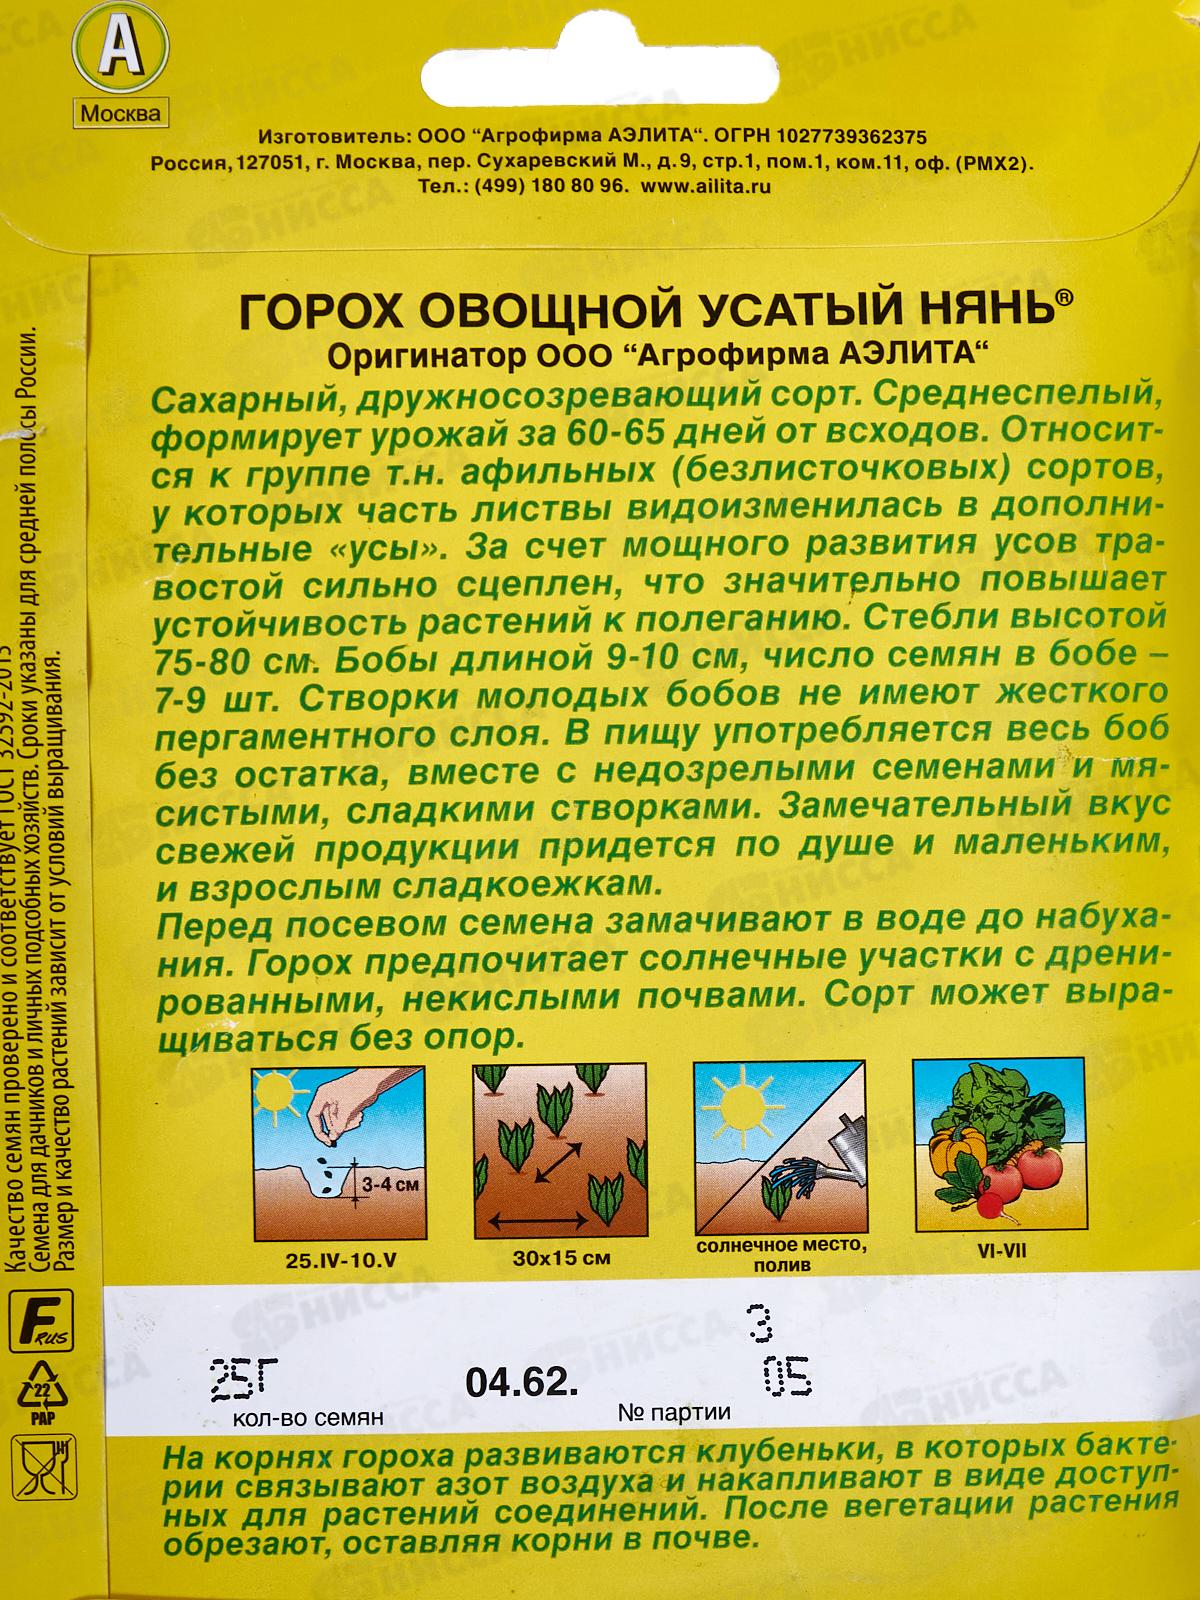 А
Москва
Изготовитель: ООО "Агрофирма АЭЛИТА". ОГРН 1027739362375
Россия,127051, г. Москва, пер. Сухаревский М., д.9, стр.1, пом.1, ком.11, оф. (РМХ2).
Тел.: (499) 180 80 96. www.ailita.ru
ГОРОХ ОВОЩНОЙ УСАТЫЙ НЯНЬ®
Оригинатор ООО "Агрофирма АЭЛИТА"
Сахарный, дружносозревающий сорт. Среднеспелый,
формирует урожай за 60-65 дней от всходов. Относит-
ся к группе т.н. афильных (безлисточковых) сортов,
у которых часть листвы видоизменилась в дополни-
тельные «усы». За счет мощного развития усов тра-
востой сильно сцеплен, что значительно повышает
устойчивость растений к полеганию. Стебли высотой
75-80 см. Бобы длиной 9-10 см, число семян в бобе –
7-9 шт. Створки молодых бобов не имеют жесткого
пергаментного слоя. В пищу употребляется весь боб
без остатка, вместе с недозрелыми семенами и мя-
систыми, сладкими створками. Замечательный вкус
свежей продукции придется по душе и маленьким,
и взрослым сладкоежкам.
Перед посевом семена замачивают в воде до набуха-
ния. Горох предпочитает солнечные участки с дрени-
рованными, некислыми почвами. Сорт может выра-
щиваться без опор.
3-4 см
25.IV-10.V
30x15 см
солнечное место,
полив
VI-VII
3
25Г
04.62.
05
кол-во семян
№ партии
На корнях гороха развиваются клубеньки, в которых бакте-
рии связывают азот воздуха и накапливают в виде доступ-
ных для растений соединений. После вегетации растения
обрезают, оставляя корни в почве.
Качество семян проверено и соответствует ГОСТ 32592-2013
Семена для дачников и личных подсобных хозяйств. Сроки указаны для средней полосы России.
Размер и качество растений зависит от условий выращивания.
F RUS
22
PAP
НИССА